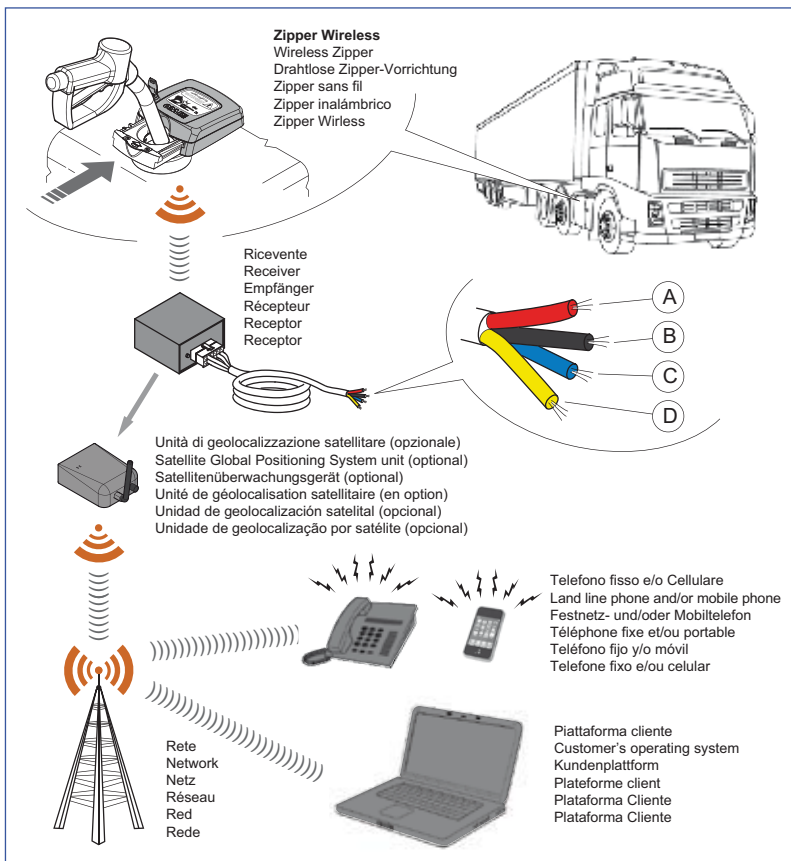 Zipper Wireless
Wireless Zipper
Drahtlose Zipper-Vorrichtung
Zipper sans fil
Zipper inalámbrico
Zipper Wirless
Ricevente
Receiver
Empfänger
Récepteur
Receptor
Receptor
A
B
C
D
Unità di geolocalizzazione satellitare (opzionale)
Satellite Global Positioning System unit (optional)
Satellitenüberwachungsgerät (optional)
Unité de géolocalisation satellitaire (en option)
Unidad de geolocalización satelital (opcional)
Unidade de geolocalização por satélite (opcional)
Telefono fisso e/o Cellulare
Land line phone and/or mobile phone
Festnetz- und/oder Mobiltelefon
Téléphone fixe et/ou portable
Teléfono fijo y/o móvil
Telefone fixo e/ou celular
Rete
Network
Netz
Réseau
Red
Rede
Piattaforma cliente
Customer's operating system
Kundenplattform
Plateforme client
Plataforma Cliente
Plataforma Cliente